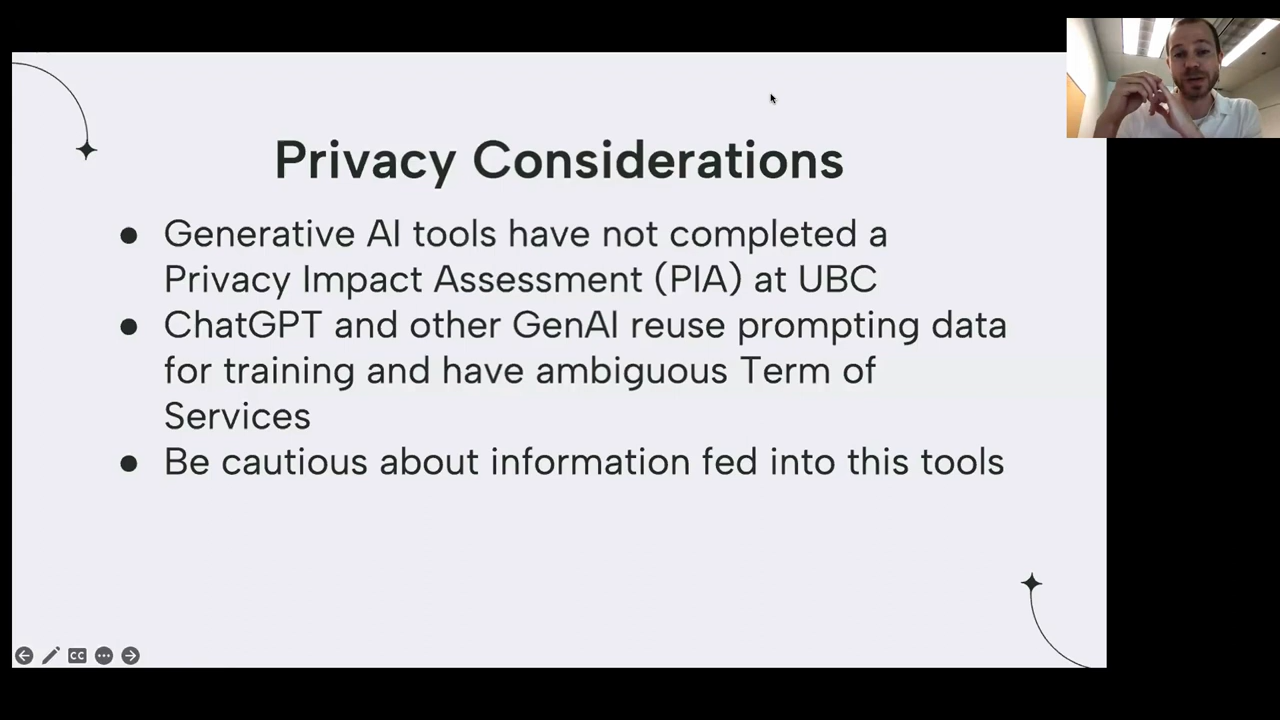 Privacy Considerations
● Generative AI tools have not completed a
Privacy Impact Assessment (PIA) at UBC
● ChatGPT and other GenAI reuse prompting data
for training and have ambiguous Term of
Services
● Be cautious about information fed into this tools
CC